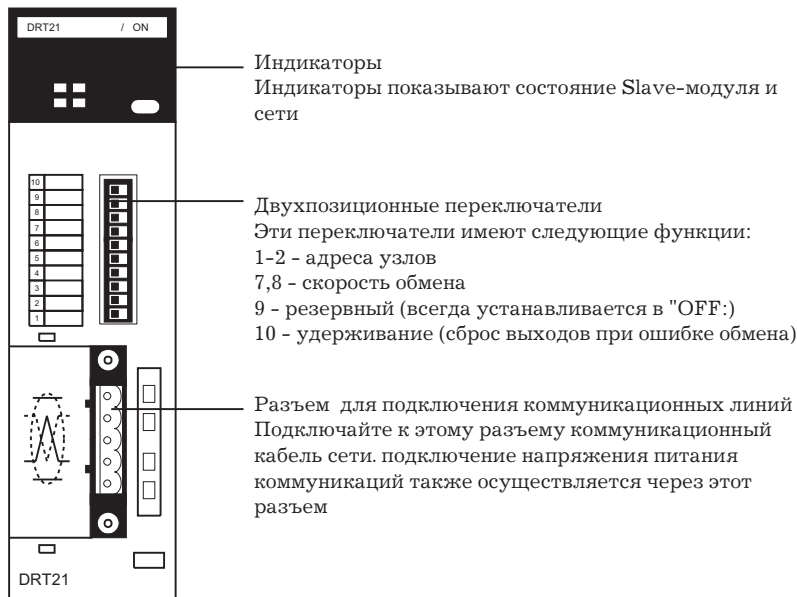 DRT21 / ON
Индикаторы
Индикаторы показывают состояние Slave-модуля и
сети
10
9
8
7
6
5
4
3
2
1
Двухпозиционные переключатели
Эти переключатели имеют следующие функции:
1-2 - адреса узлов
7,8 - скорость обмена
9 - резервный (всегда устанавливается в "OFF:)
10 - удерживание (сброс выходов при ошибке обмена)
Разъем для подключения коммуникационных линий
Подключайте к этому разъему коммуникационный
кабель сети. подключение напряжения питания
коммуникаций также осуществляется через этот
разъем
DRT21